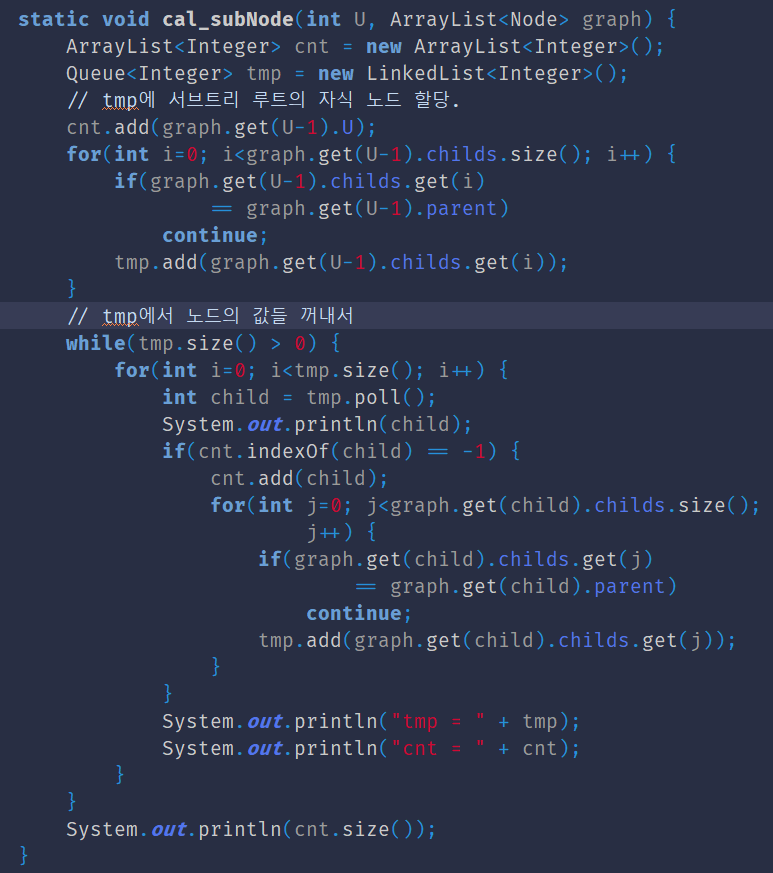 static void cal_subNode(int U, ArrayList<Node> graph) {
    ArrayList<Integer> cnt = new ArrayList<Integer>();
    Queue<Integer> tmp = new LinkedList<Integer>();
    // tmp에 서브트리 루트의 자식 노드 할당.
    cnt.add(graph.get(U-1).U);
    for(int i=0; i<graph.get(U-1).childs.size(); i++) {
        if(graph.get(U-1).childs.get(i)
                == graph.get(U-1).parent)
            continue;
        tmp.add(graph.get(U-1).childs.get(i));
    }
    // tmp에서 노드의 값들 꺼내서
    while(tmp.size() > 0) {
        for(int i=0; i<tmp.size(); i++) {
            int child = tmp.poll();
            System.out.println(child);
            if(cnt.indexOf(child) == -1) {
                cnt.add(child);
                for(int j=0; j<graph.get(child).childs.size();
                        j++) {
                    if(graph.get(child).childs.get(j)
                            == graph.get(child).parent)
                        continue;
                    tmp.add(graph.get(child).childs.get(j));
                }
            }
            System.out.println("tmp = " + tmp);
            System.out.println("cnt = " + cnt);
        }
    }
    System.out.println(cnt.size());
}